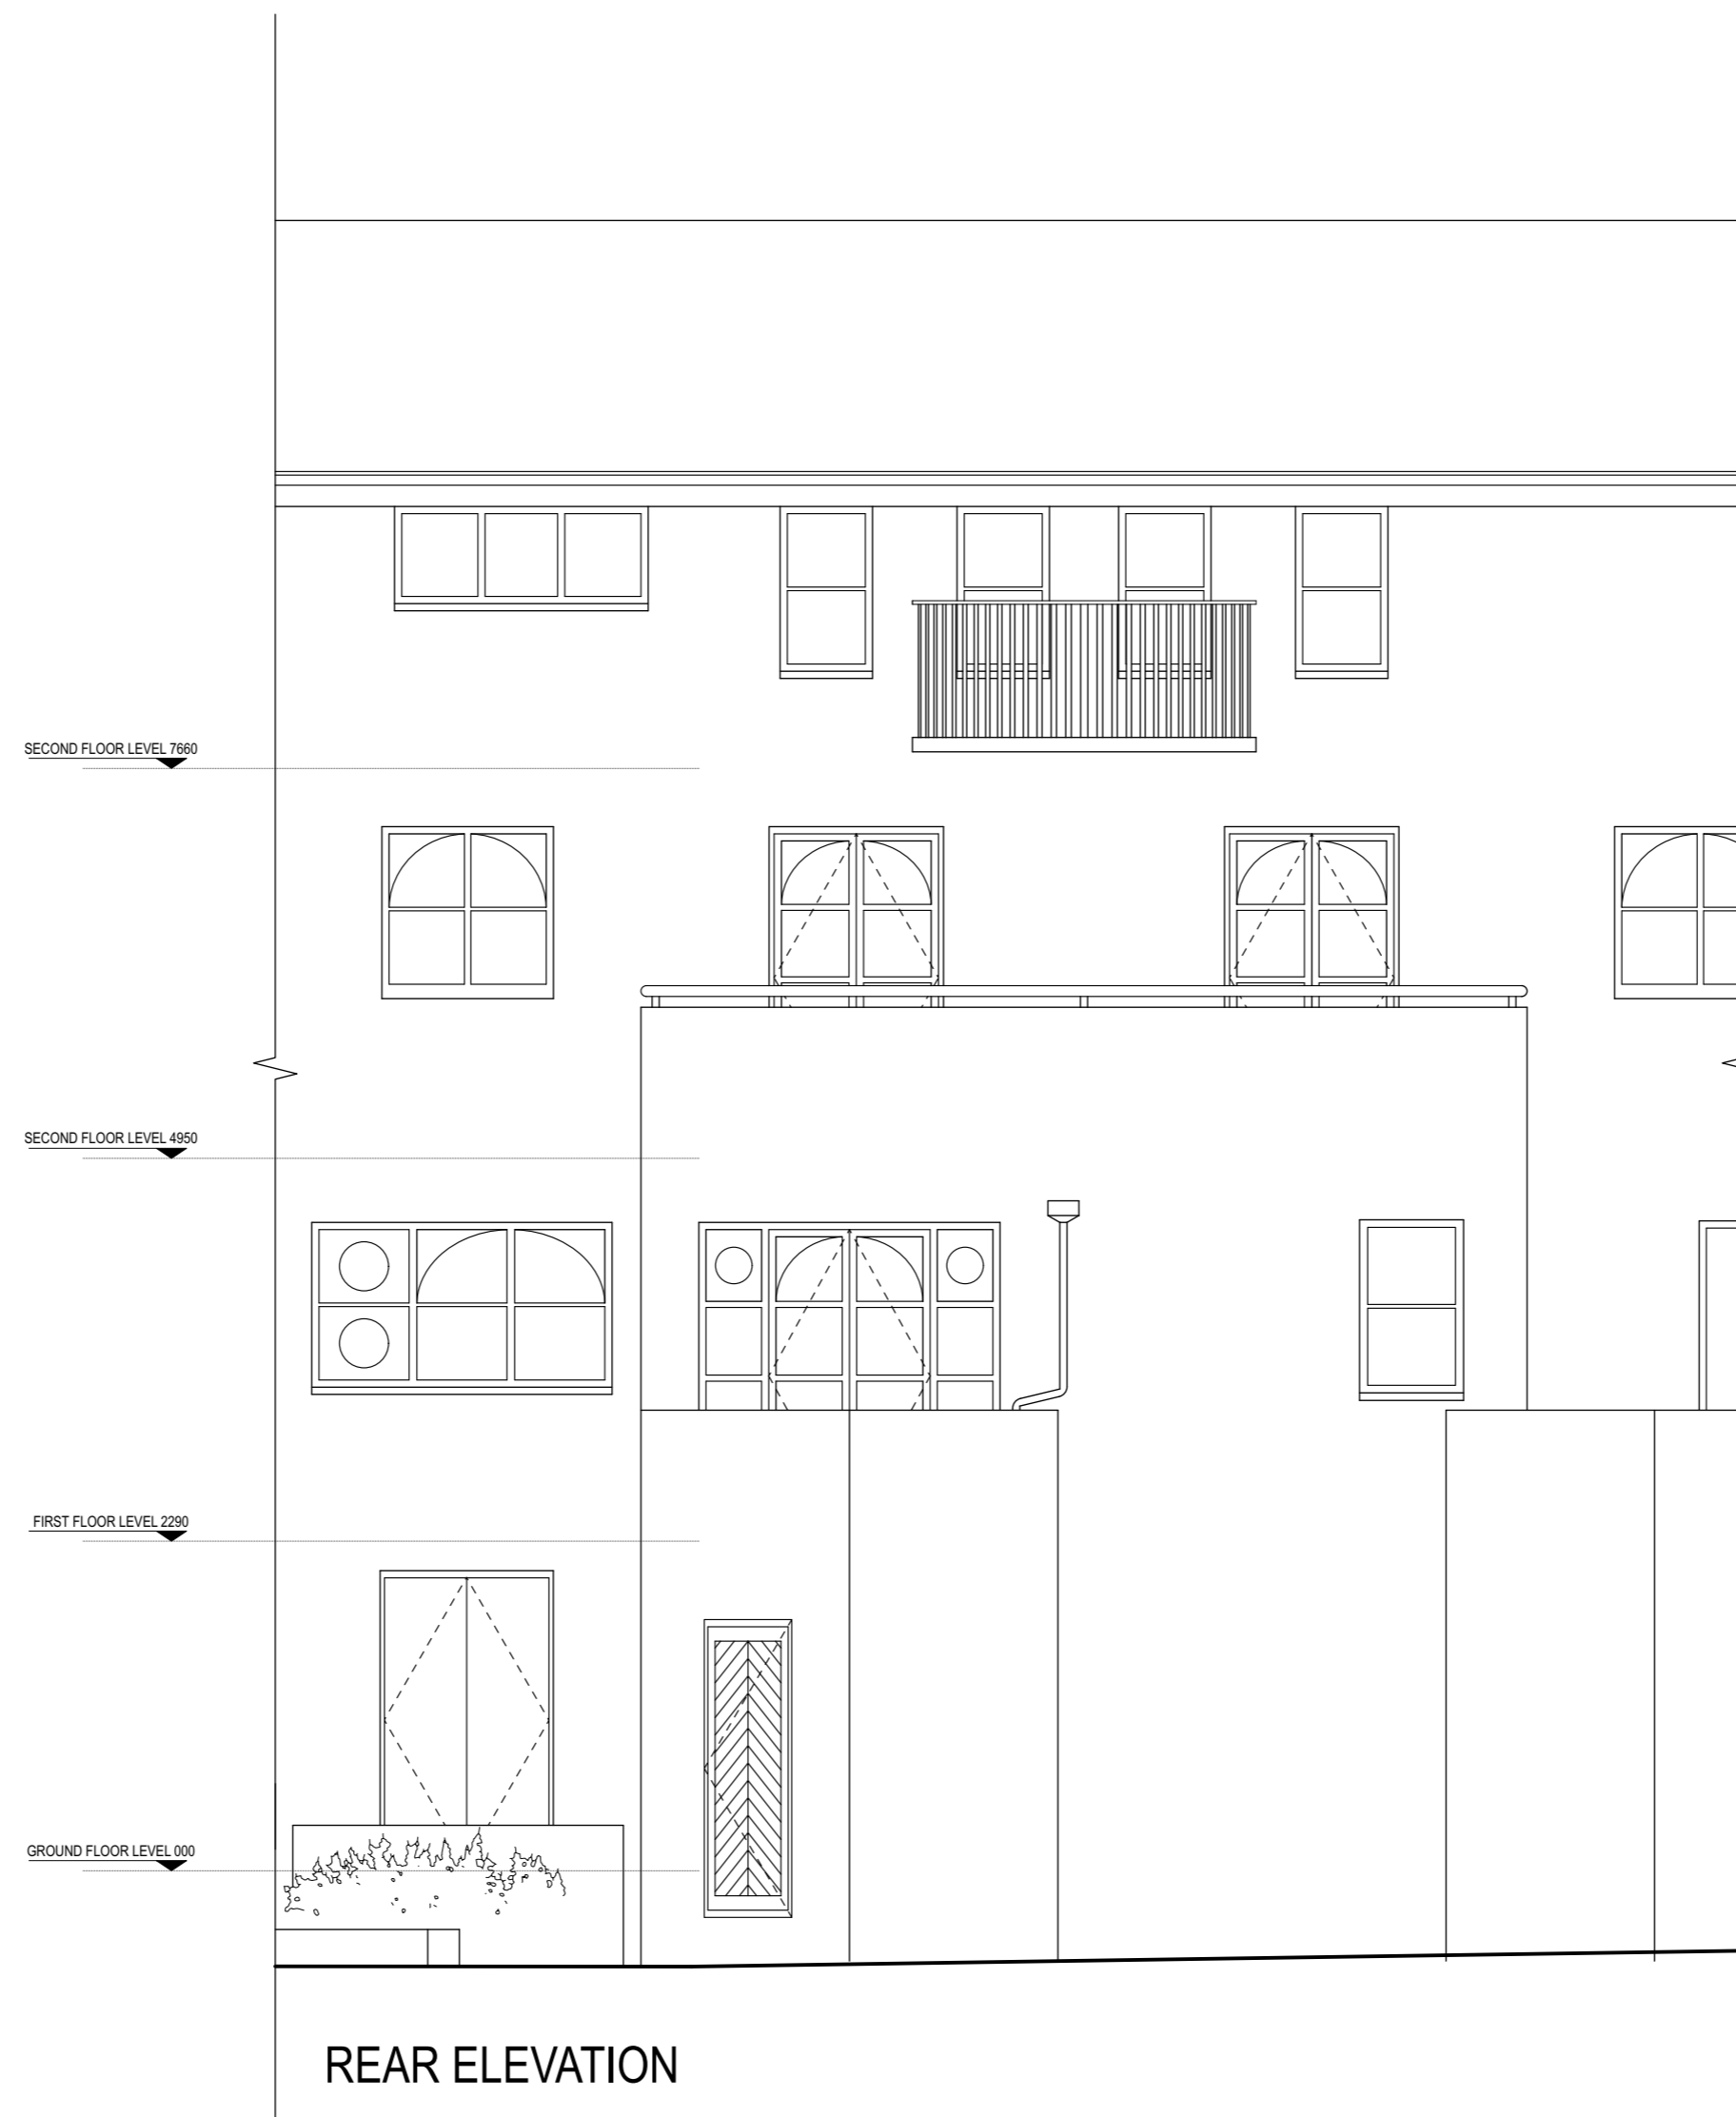 SECOND FLOOR LEVEL 7660
SECOND FLOOR LEVEL 4950
FIRST FLOOR LEVEL 2290
GROUND FLOOR LEVEL 000
REAR ELEVATION